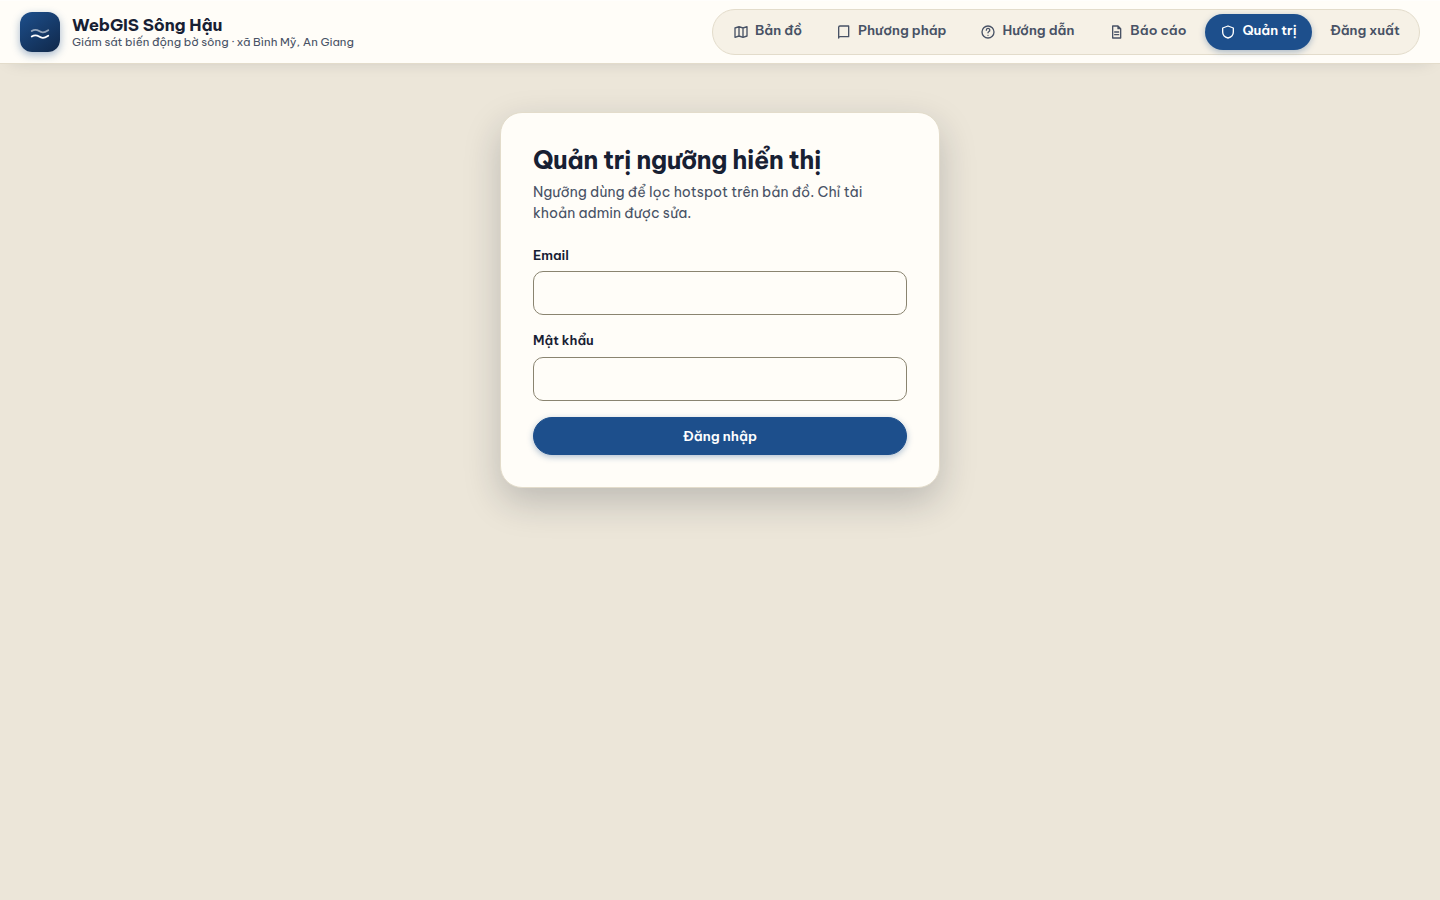 WebGIS Sông Hậu
Giám sát biến động bờ sông · xã Bình Mỹ, An Giang
Bản đồ
Phương pháp
Hướng dẫn
Báo cáo
Quản trị
Đăng xuất
Quản trị ngưỡng hiển thị
Ngưỡng dùng để lọc hotspot trên bản đồ. Chỉ tài
khoản admin được sửa.
Email
Mật khẩu
Đăng nhập